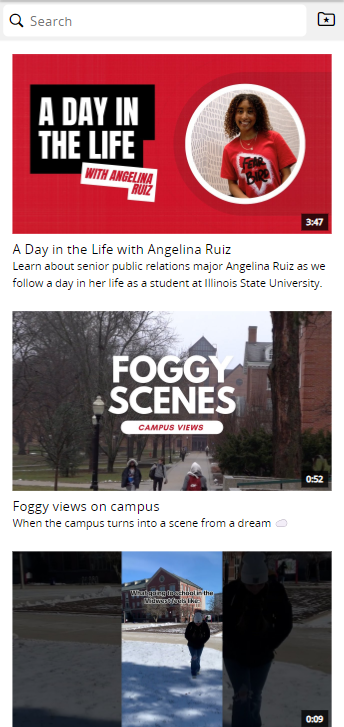 Search
A DAY IN
THE LIFE
WITH ANGELINA
RUIZ
FEAR
BIRD
3:47
A Day in the Life with Angelina Ruiz
Learn about senior public relations major Angelina Ruiz as we
follow a day in her life as a student at Illinois State University.
FOGGY
SCENES
CAMPUS VIEWS
0:52
Foggy views on campus
When the campus turns into a scene from a dream ☁️
What going to school in the
Midwest feels like:
0:09